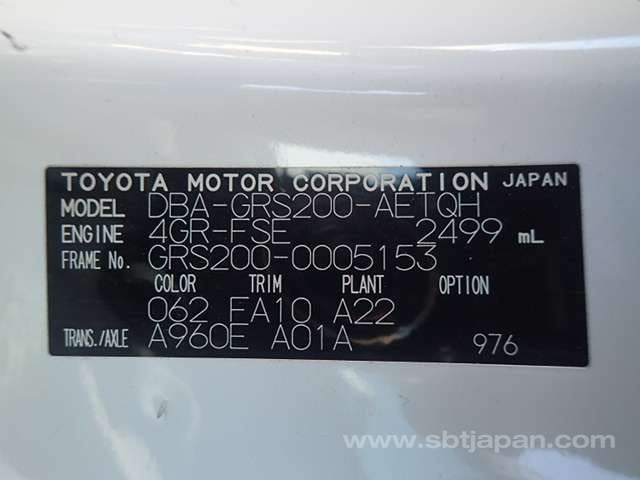 TOYOTA MOTOR CORPORATION JAPAN
MODEL DBA-GRS200-AETQH
ENGINE 4GR-FSE 2499 mL
FRAME No. GRS200-0005153
COLOR TRIM PLANT OPTION
062 FA10 A22
TRANS./AXLE A960E A01A 976
www.sbtjapan.com